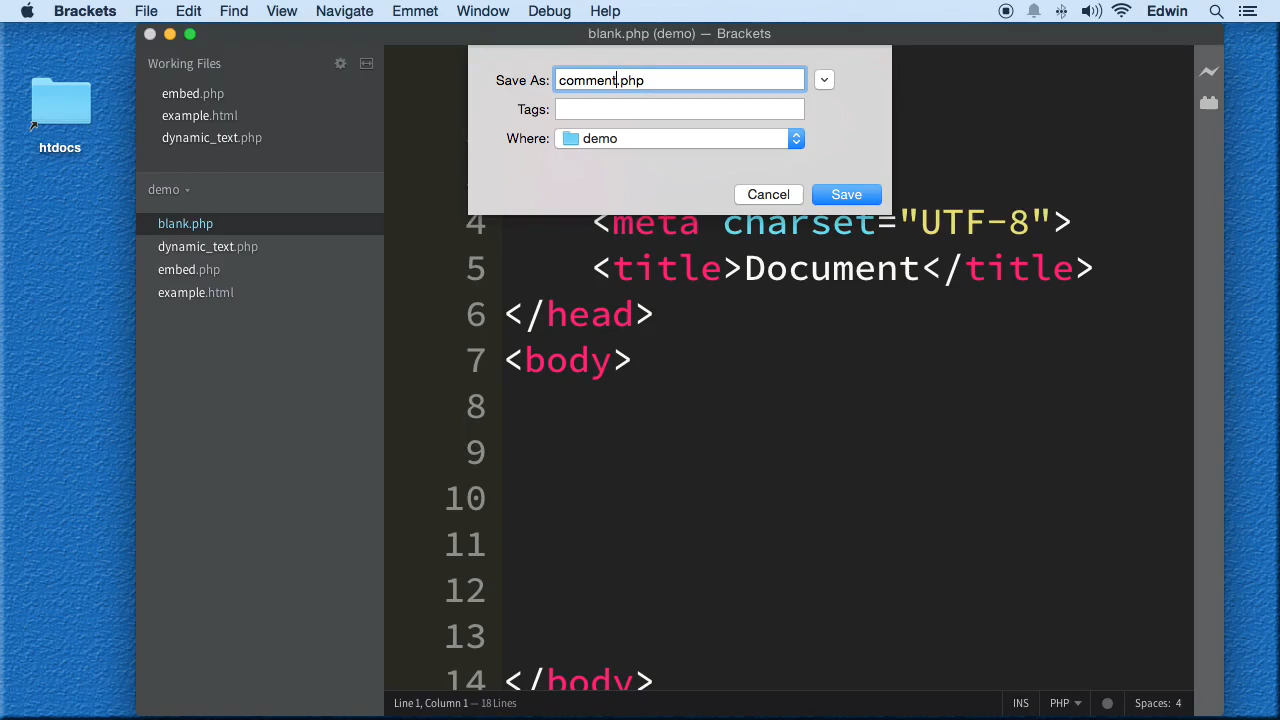 Brackets File Edit Find View Navigate Emmet Window Debug Help Edwin
blank.php (demo) — Brackets
htdocs
Working Files
embed.php
example.html
dynamic_text.php
demo
blank.php
dynamic_text.php
embed.php
example.html
Save As: comment.php
Tags:
Where: demo
Cancel Save
4 <meta charset="UTF-8">
5 <title>Document</title>
6 </head>
7 <body>
8
9
10
11
12
13
14 </body>
Line 1, Column 1 — 18 Lines INS PHP Spaces: 4